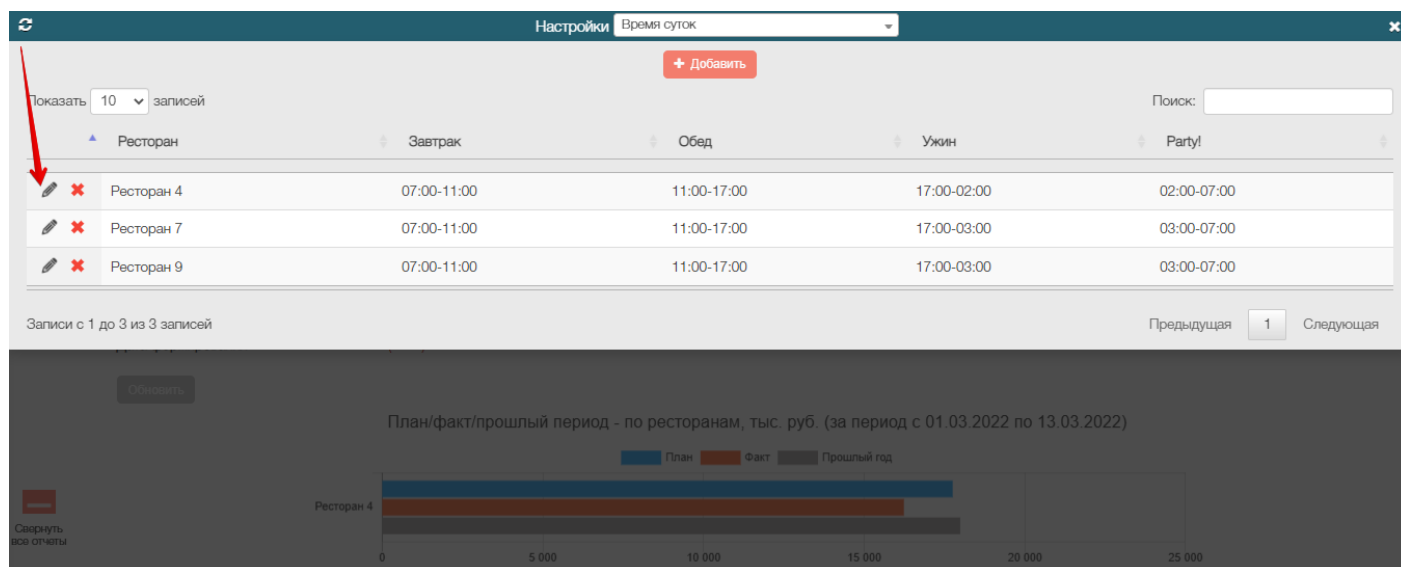 Настройки Время суток
+ Добавить
Показать 10 записей Поиск:
Ресторан Завтрак Обед Ужин Party!
Ресторан 4 07:00-11:00 11:00-17:00 17:00-02:00 02:00-07:00
Ресторан 7 07:00-11:00 11:00-17:00 17:00-03:00 03:00-07:00
Ресторан 9 07:00-11:00 11:00-17:00 17:00-03:00 03:00-07:00
Записи с 1 до 3 из 3 записей Предыдущая 1 Следующая
Обновить
План/факт/прошлый период - по ресторанам, тыс. руб. (за период с 01.03.2022 по 13.03.2022)
План Факт Прошлый год
Ресторан 4
Свернуть
все отчеты
0 5 000 10 000 15 000 20 000 25 000